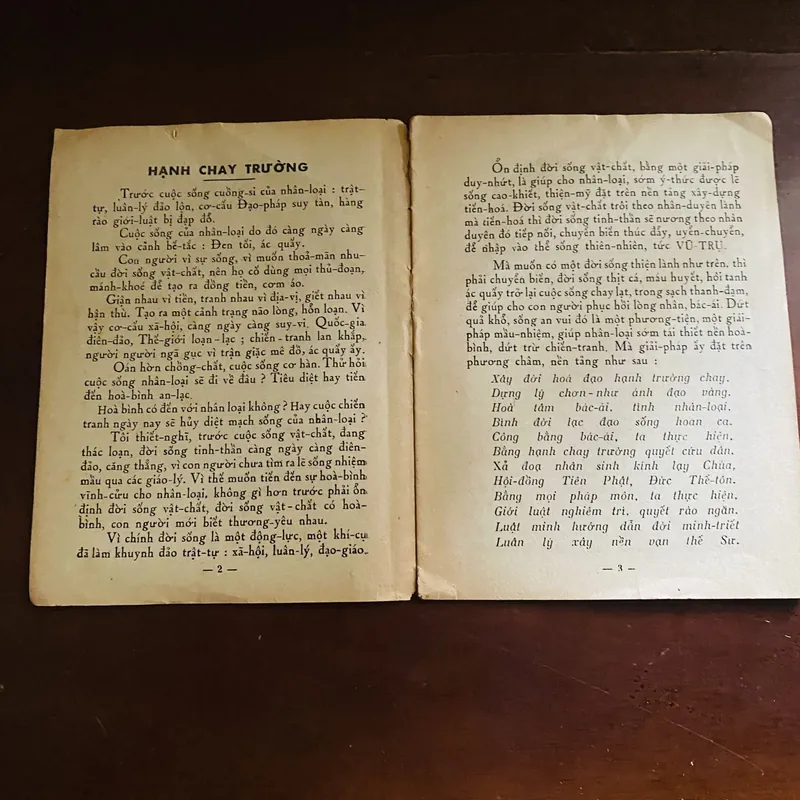 HẠNH CHAY TRƯỜNG
Trước cuộc sống cuồng-si của nhân-loại : trật-
tự, luân-lý đảo lộn, cơ-cấu Đạo-pháp suy tàn, hàng
rào giới-luật bị đạp đổ.
Cuộc sống của nhân-loại do đó càng ngày càng
lâm vào cảnh bế-tắc : Đen tối, ác quấy.
Con người vì sự sống, vì muốn thoả-mãn nhu-
cầu đời sống vật-chất, nên họ cố dùng mọi thủ-đoạn,
mánh-khoé để tạo ra đồng tiền, cơm áo.
Giận nhau vì tiền, tranh nhau vì địa-vị, giết nhau vì
hận thù. Tạo ra một cảnh trạng não lòng, hỗn loạn. Vì
vậy cơ-cấu xã-hội, càng ngày càng suy-vi. Quốc-gia
điên-đảo, Thế-giới loạn-lạc ; chiến-tranh lan khắp,
người người ngã gục vì trận giặc mê đồ, ác quấy ấy.
Oán hờn chồng-chất, cuộc sống cơ hàn. Thử hỏi
cuộc sống nhân-loại sẽ đi về đâu ? Tiêu diệt hay tiến
đến hoà-bình an-lạc.
Hoà bình có đến với nhân loại không ? Hay cuộc chiến
tranh ngày nay sẽ hủy diệt mạch sống của nhân-loại ?
Tôi thiết-nghĩ, trước cuộc sống vật-chất, đang
thác loạn, đời sống tinh-thần càng ngày càng điên-
đảo, căng thẳng, vì con người chưa tìm ra lẽ sống nhiệm
mầu qua các giáo-lý. Vì thế muốn tiến đến sự hoà-bình
vĩnh-cửu cho nhân-loại, không gì hơn trước phải ổn
định đời sống vật-chất, đời sống vật-chất có hoà-
bình, con người mới biết thương-yêu nhau.
Vì chính đời sống là một động-lực, một khí-cụ
đã làm khuynh đảo trật-tự : xã-hội, luân-lý, đạo-giáo.
— 2 —
Ổn định đời sống vật-chất, bằng một giải-pháp
duy-nhứt, là giúp cho nhân-loại, sớm ý-thức được lẽ
sống cao-khiết, thiện-mỹ đặt trên nền tảng xây-dựng
tiến-hoá. Đời sống vật-chất trôi theo nhân-duyên lành
mà tiến-hoá thì đời sống tinh-thần sẽ nương theo nhân
duyên đó tiếp nối, chuyển biến thúc đẩy, uyển-chuyển,
để nhập vào thể sống thiên-nhiên, tức VŨ-TRỤ.
Mà muốn có một đời sống thiện lành như trên, thì
phải chuyển biến, đời sống thịt cá, máu huyết, hôi tanh
ác quấy trở lại cuộc sống chay lạt, trong sạch thanh-đạm,
để giúp cho con người phục hồi lòng nhân, bác-ái. Dứt
quả khổ, sống an vui đó là một phương-tiện, một giải-
pháp mầu-nhiệm, giúp nhân-loại sớm tái thiết nền hoà-
bình, dứt trừ chiến-tranh. Mà giải-pháp ấy đặt trên
phương châm, nền tảng như sau :
Xây đời hoá đạo hạnh trường chay.
Dựng lý chơn-như ánh đạo vàng.
Hoà tâm bác-ái, tình nhân-loại.
Bình đời lạc đạo sống hoan ca.
Công bằng bác-ái, ta thực hiện.
Bằng hạnh chay trường quyết cứu dân.
Xả đoạ nhân sinh kính lạy Chúa,
Hội-đồng Tiên Phật, Đức Thế-tôn.
Bằng mọi pháp môn, ta thực hiện.
Giới luật nghiêm trì, quyết rào ngăn.
Luật minh hướng dẫn đời minh-triết
Luân lý xây nền vạn thế Sư.
— 3 —